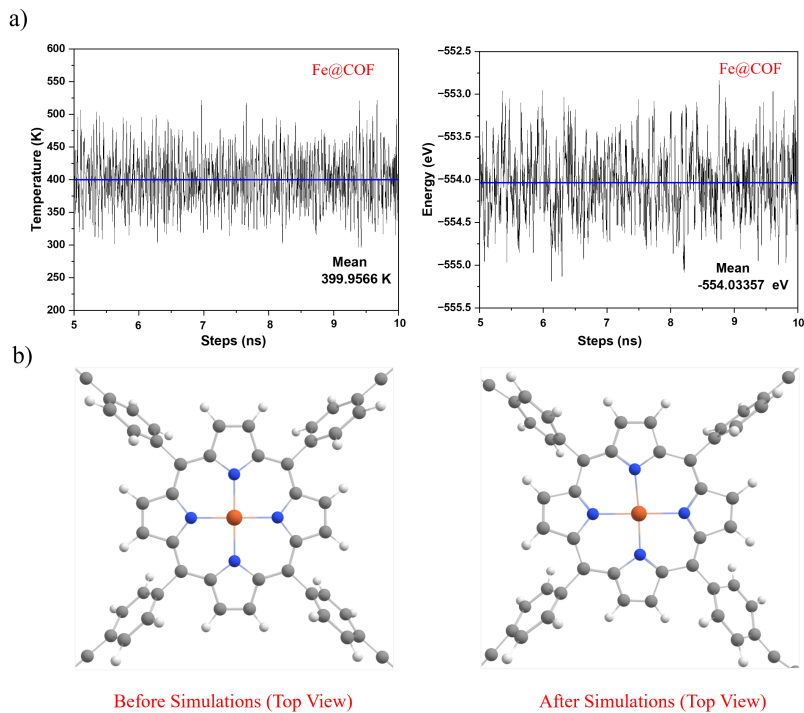 a)
600
550
500
450
400
350
300
250
200
Temperature (K)
Fe@COF
Mean
399.9566 K
5 6 7 8 9 10
Steps (ns)
−552.5
−553.0
−553.5
−554.0
−554.5
−555.0
−555.5
Energy (eV)
Fe@COF
Mean
-554.03357 eV
5 6 7 8 9 10
Steps (ns)
b)
Before Simulations (Top View)
After Simulations (Top View)